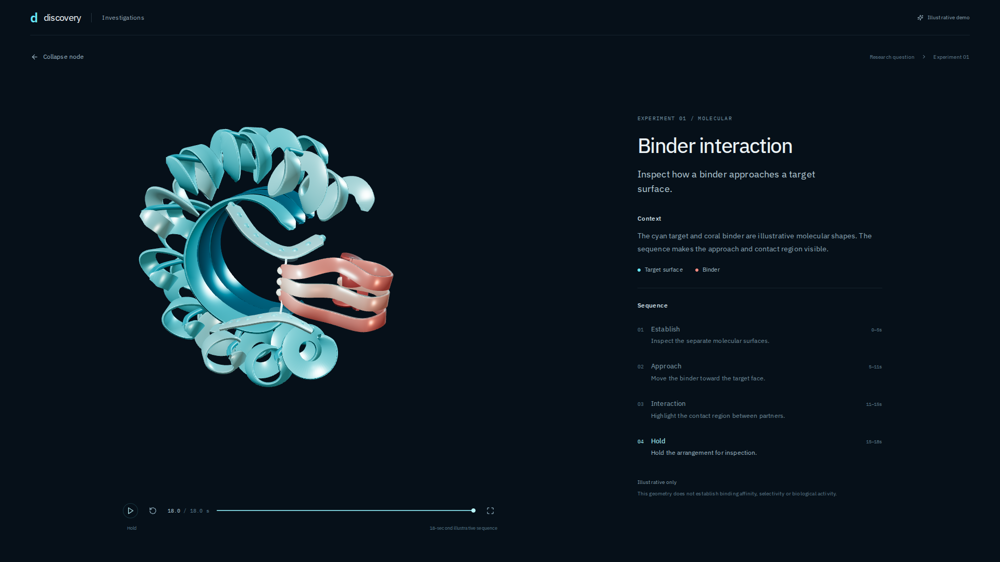 d discovery
Investigations
Illustrative demo
Collapse node
Research question > Experiment 01
EXPERIMENT 01 / MOLECULAR
Binder interaction
Inspect how a binder approaches a target
surface.
Context
The cyan target and coral binder are illustrative molecular shapes. The
sequence makes the approach and contact region visible.
Target surface
Binder
Sequence
01 Establish 0–5s
Inspect the separate molecular surfaces.
02 Approach 5–11s
Move the binder toward the target face.
03 Interaction 11–15s
Highlight the contact region between partners.
04 Hold 15–18s
Hold the arrangement for inspection.
Illustrative only
This geometry does not establish binding affinity, selectivity or biological activity.
18.0 / 18.0 s
Hold
18-second illustrative sequence